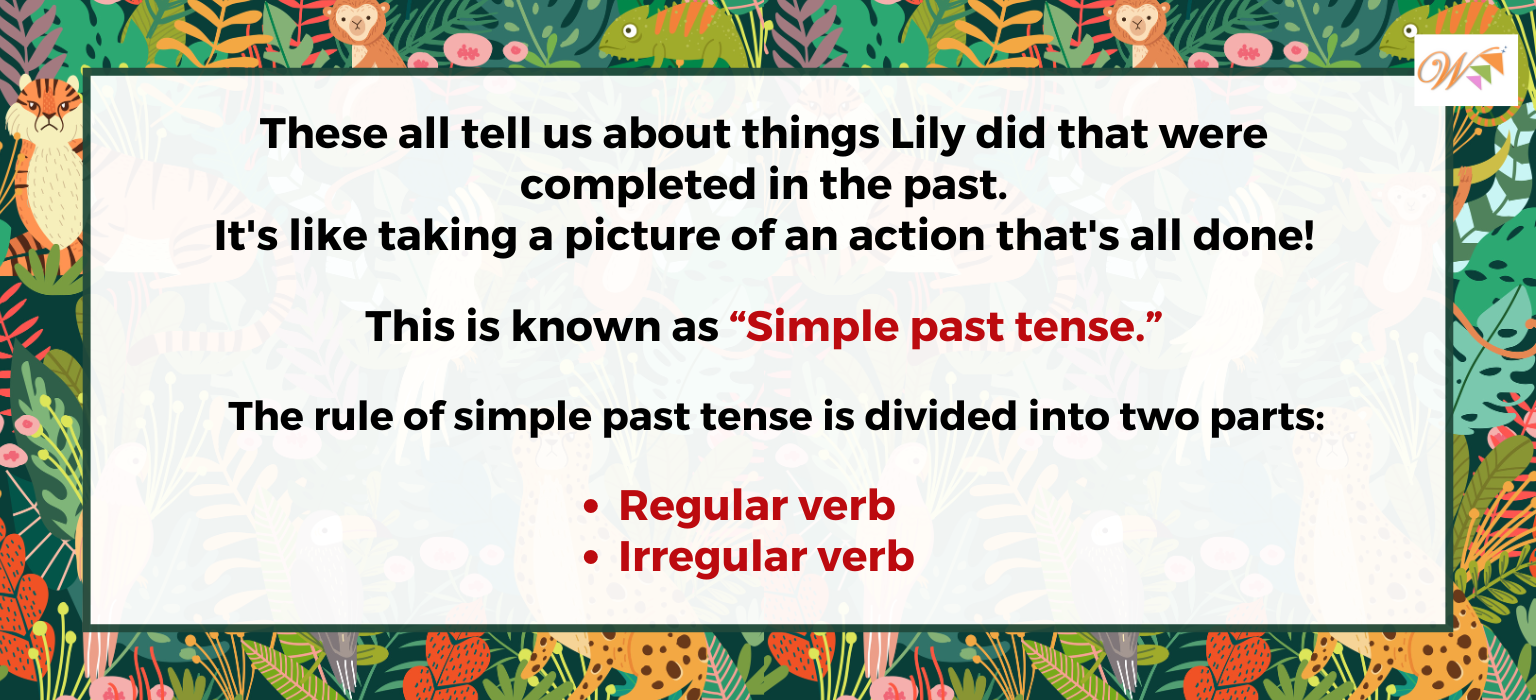 W
These all tell us about things Lily did that were
completed in the past.
It's like taking a picture of an action that's all done!
This is known as “Simple past tense.”
The rule of simple past tense is divided into two parts:
• Regular verb
• Irregular verb